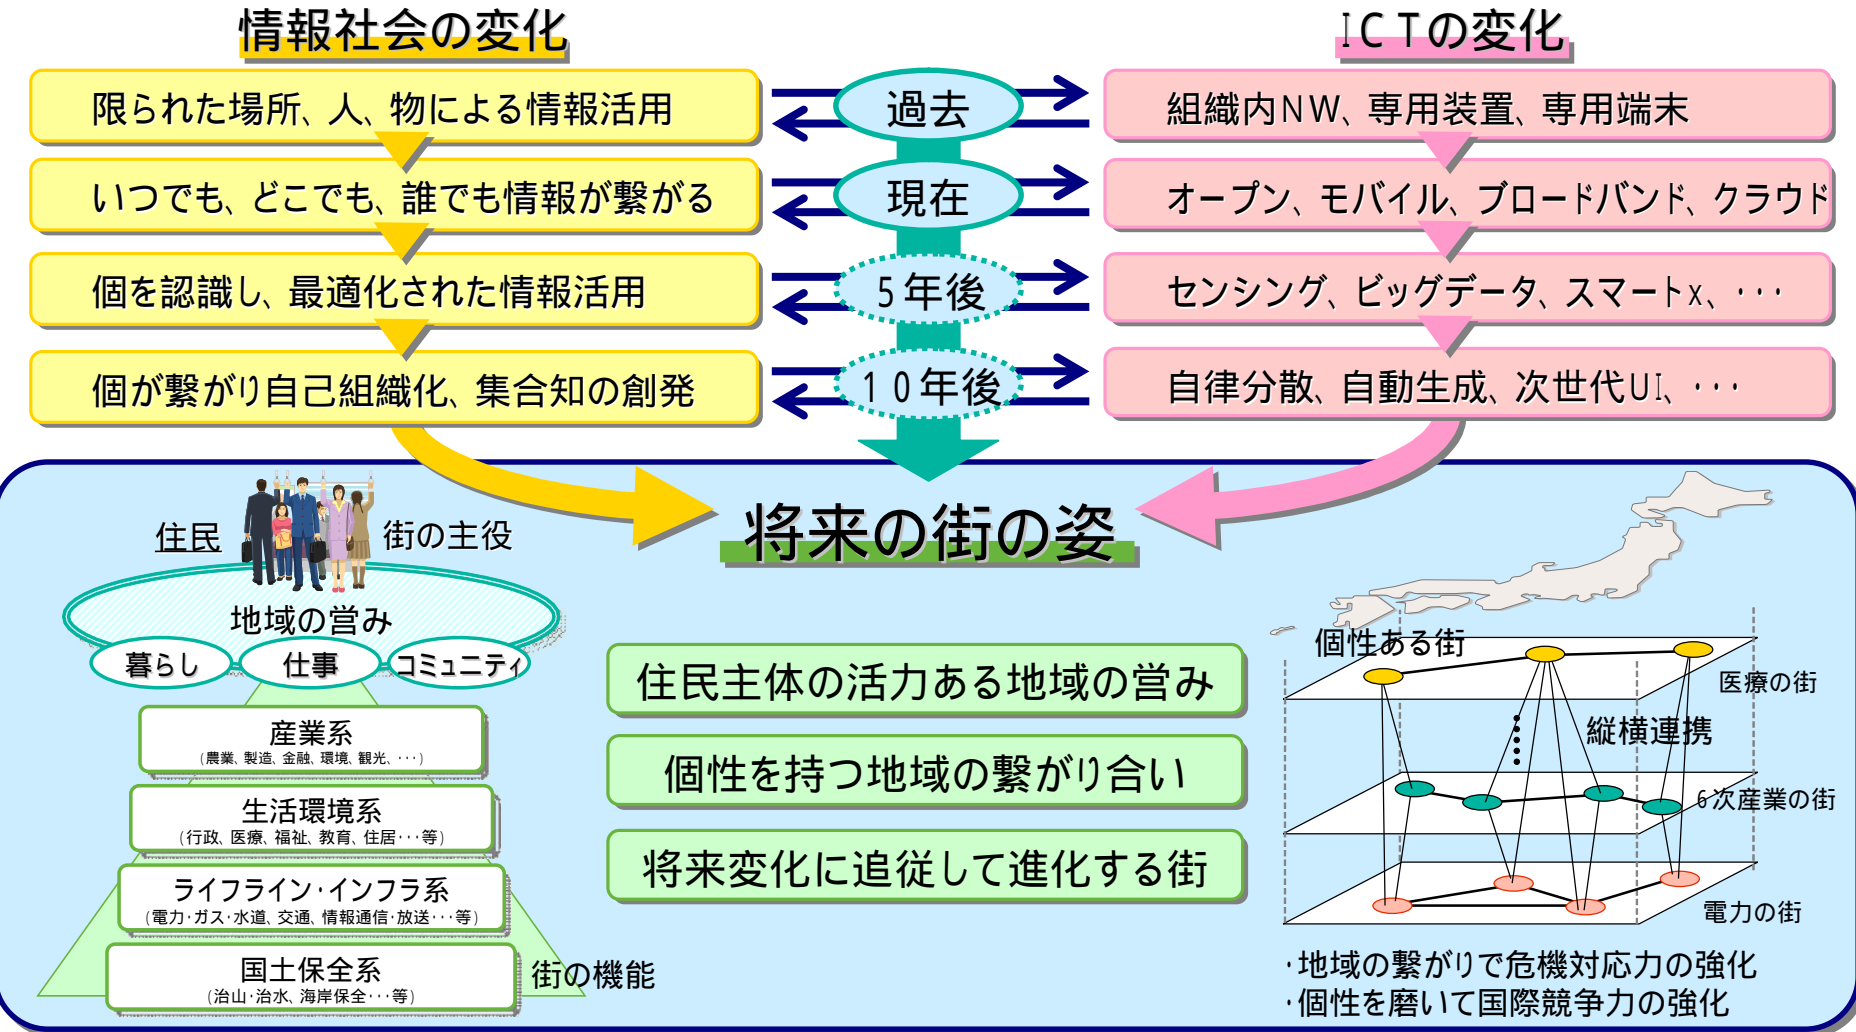 情報社会の変化
ICTの変化
限られた場所、人、物による情報活用
過去
組織内NW、専用装置、専用端末
いつでも、どこでも、誰でも情報が繋がる
現在
オープン、モバイル、ブロードバンド、クラウド
個を認識し、最適化された情報活用
5年後
センシング、ビッグデータ、スマートx、・・・
個が繋がり自己組織化、集合知の創発
10年後
自律分散、自動生成、次世代UI、・・・
将来の街の姿
住民
街の主役
地域の営み
暮らし
仕事
コミュニティ
産業系
(農業、製造、金融、環境、観光、・・・)
生活環境系
(行政、医療、福祉、教育、住居・・・等)
ライフライン・インフラ系
(電力・ガス・水道、交通、情報通信・放送・・・等)
国土保全系
(治山・治水、海岸保全・・・等)
街の機能
住民主体の活力ある地域の営み
個性を持つ地域の繋がり合い
将来変化に追従して進化する街
個性ある街
医療の街
縦横連携
6次産業の街
電力の街
・地域の繋がりで危機対応力の強化
・個性を磨いて国際競争力の強化